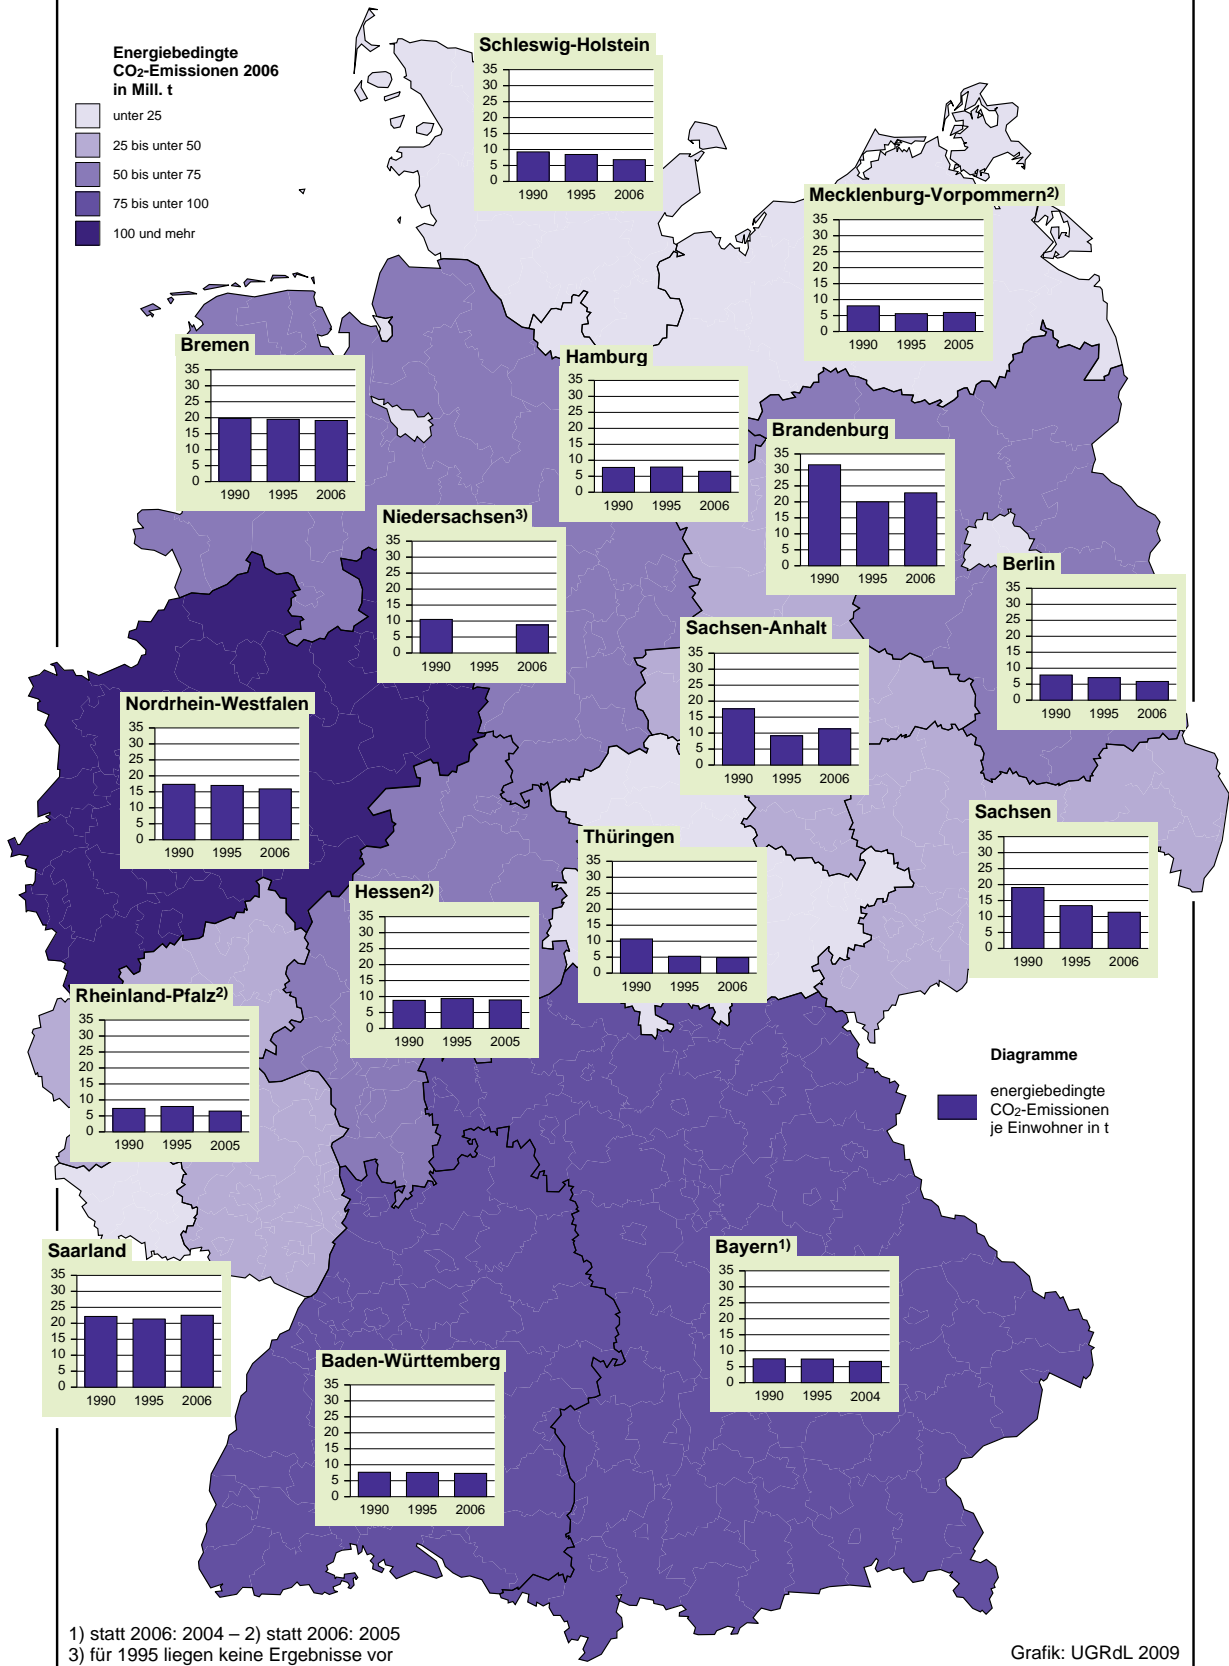 Energiebedingte
CO2-Emissionen 2006
in Mill. t
unter 25
25 bis unter 50
50 bis unter 75
75 bis unter 100
100 und mehr
Schleswig-Holstein
35
30
25
20
15
10
5
0
1990 1995 2006
Mecklenburg-Vorpommern2)
35
30
25
20
15
10
5
0
1990 1995 2005
Bremen
35
30
25
20
15
10
5
0
1990 1995 2006
Hamburg
35
30
25
20
15
10
5
0
1990 1995 2006
Brandenburg
35
30
25
20
15
10
5
0
1990 1995 2006
Niedersachsen3)
35
30
25
20
15
10
5
0
1990 1995 2006
Berlin
35
30
25
20
15
10
5
0
1990 1995 2006
Sachsen-Anhalt
35
30
25
20
15
10
5
0
1990 1995 2006
Nordrhein-Westfalen
35
30
25
20
15
10
5
0
1990 1995 2006
Sachsen
35
30
25
20
15
10
5
0
1990 1995 2006
Thüringen
35
30
25
20
15
10
5
0
1990 1995 2006
Hessen2)
35
30
25
20
15
10
5
0
1990 1995 2005
Rheinland-Pfalz2)
35
30
25
20
15
10
5
0
1990 1995 2005
Diagramme
energiebedingte
CO2-Emissionen
je Einwohner in t
Saarland
35
30
25
20
15
10
5
0
1990 1995 2006
Bayern1)
35
30
25
20
15
10
5
0
1990 1995 2004
Baden-Württemberg
35
30
25
20
15
10
5
0
1990 1995 2006
1) statt 2006: 2004 – 2) statt 2006: 2005
3) für 1995 liegen keine Ergebnisse vor
Grafik: UGRdL 2009